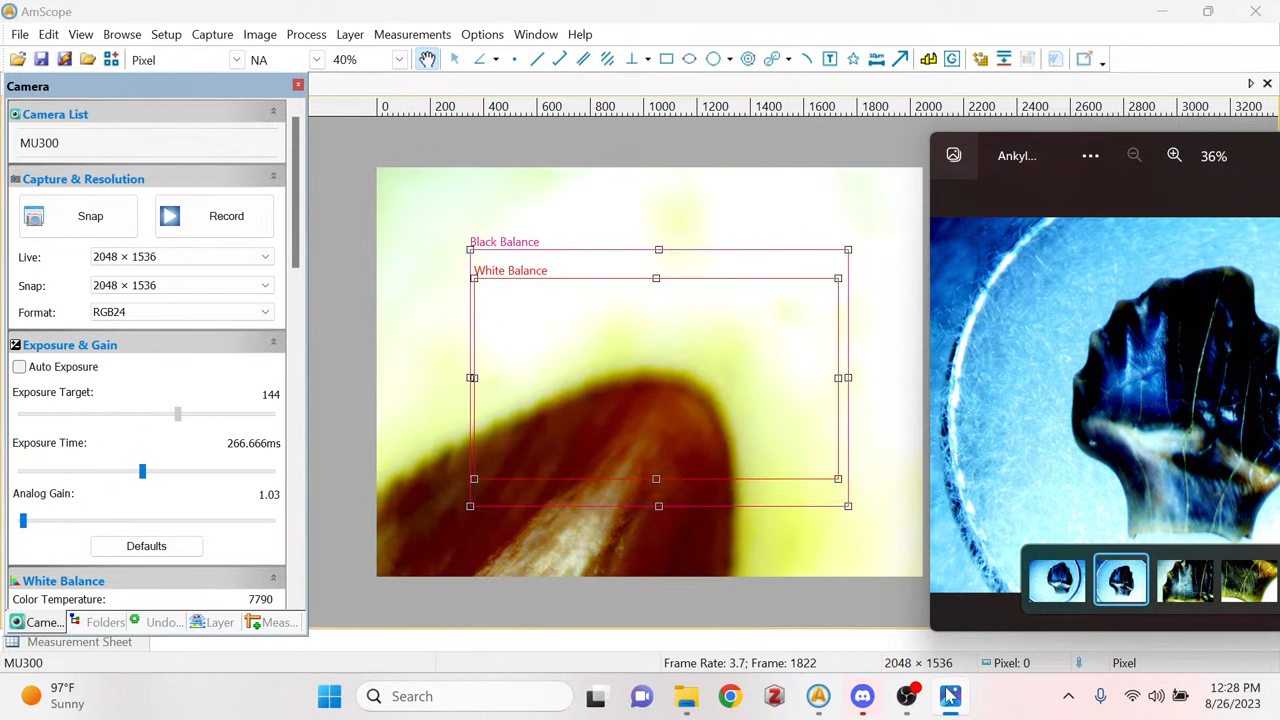 AmScope
File Edit View Browse Setup Capture Image Process Layer Measurements Options Window Help
Pixel NA 40%
Camera
Camera List
MU300
Capture & Resolution
Snap Record
Live: 2048 × 1536
Snap: 2048 × 1536
Format: RGB24
Exposure & Gain
Auto Exposure
Exposure Target: 144
Exposure Time: 266.666ms
Analog Gain: 1.03
Defaults
White Balance
Color Temperature: 7790
Came... Folders Undo... Layer Meas...
0 200 400 600 800 1000 1200 1400 1600 1800 2000 2200 2400 2600 2800 3000 3200
Black Balance
White Balance
Ankyl... 36%
Measurement Sheet
MU300 Frame Rate: 3.7; Frame: 1822 2048 × 1536 Pixel: 0 Pixel
97°F
Sunny
Search
12:28 PM
8/26/2023